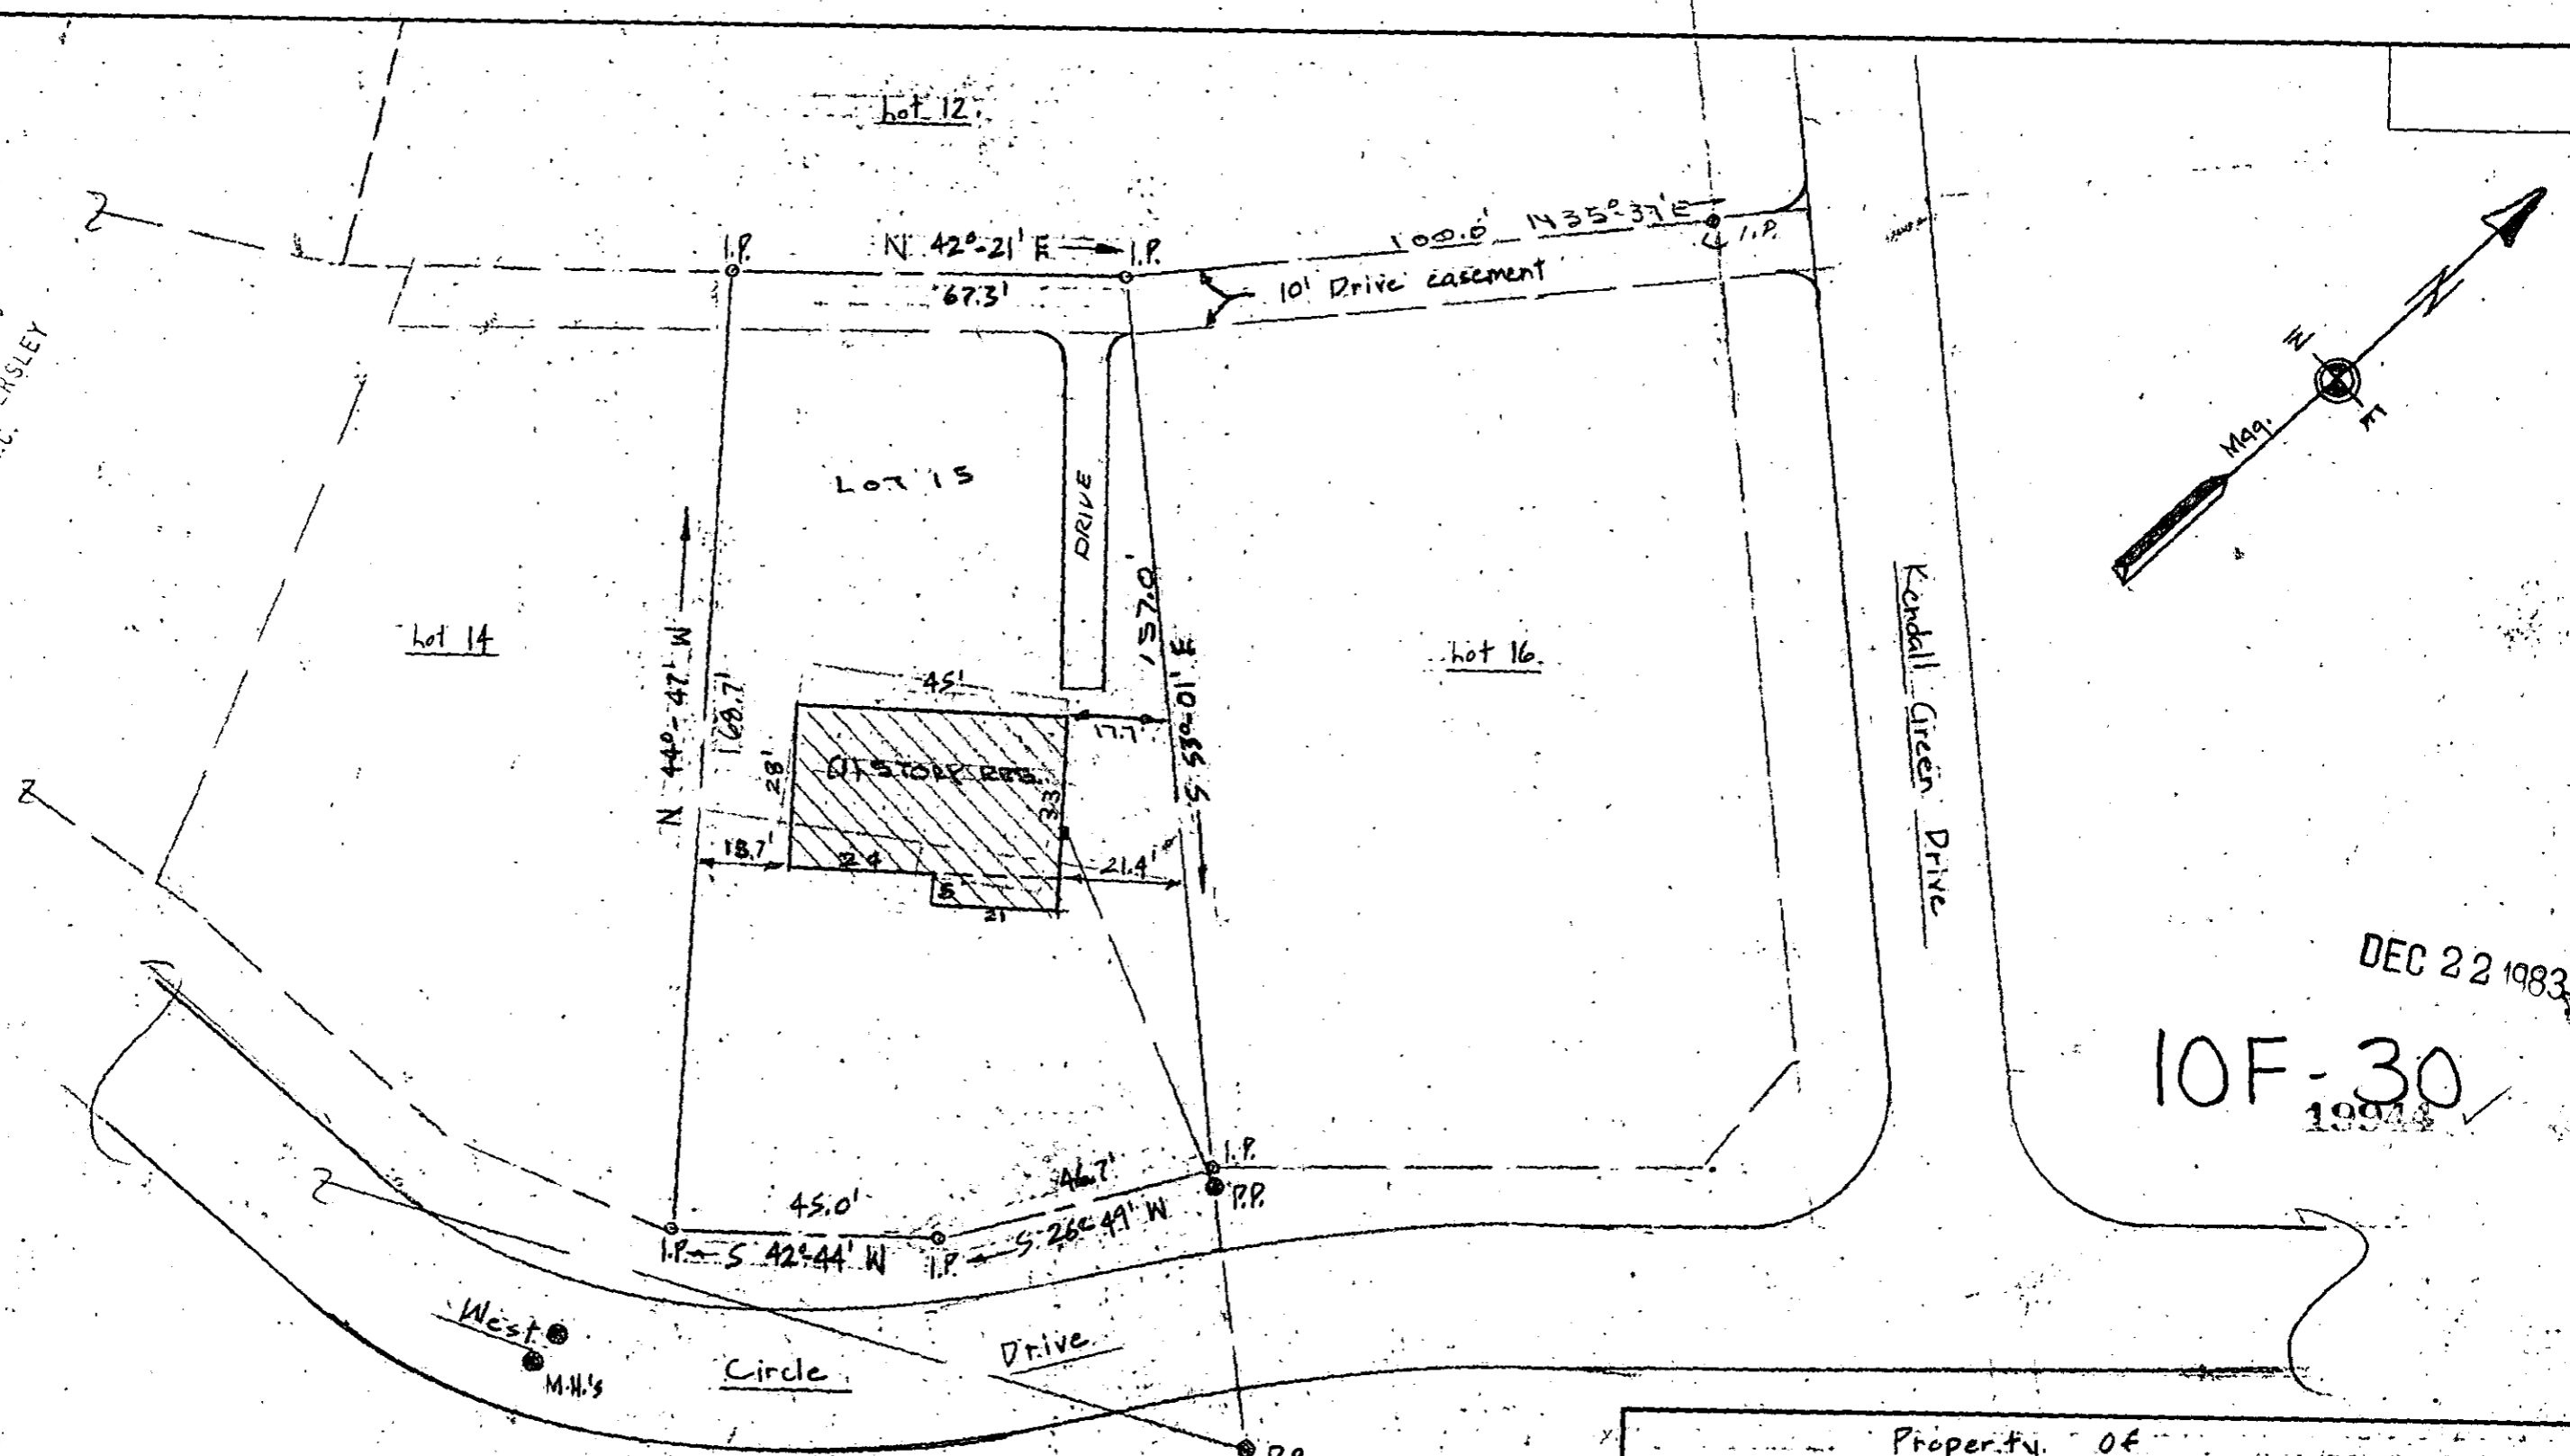 Lot 12
I.P.
N 42°-21' E
I.P.
67.3'
100.0' N 35°-37' E
I.P.
10' Drive easement
N
W
E
Mag.
LOT 15
DRIVE
Lot 14
Lot 16
Kendall Green Drive
N 44°-47' W
168.7'
157.0'
S 53°-01' E
45'
17.7'
28'
33
18.7'
24
5
21
21.4'
DEC 22 1983
10F-30
I.P.
P.P.
45.0'
46.7'
I.P.
S 42°-44' W
I.P.
S 26°-49' W
West
Circle
Drive
M.H.'s
P.P.
Property Of